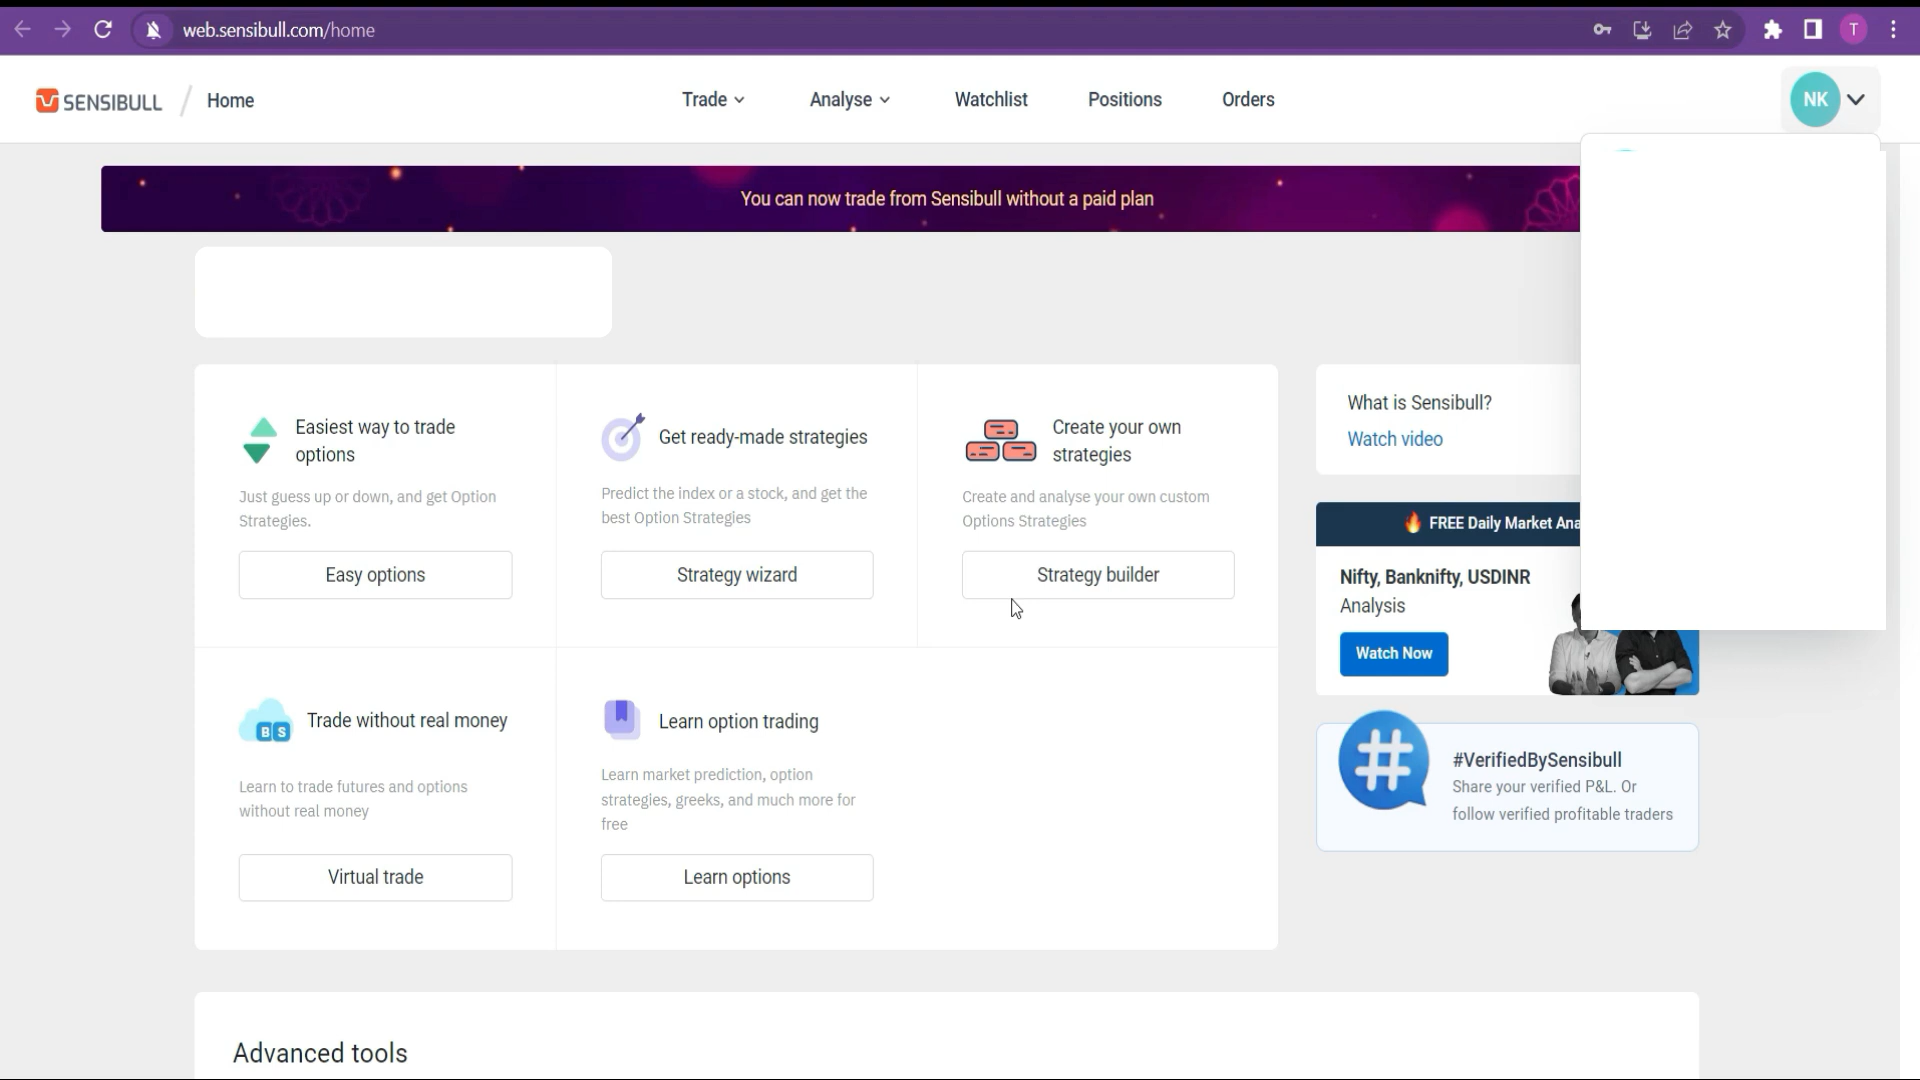 web.sensibull.com/home
T
SENSIBULL / Home
Trade
Analyse
Watchlist
Positions
Orders
NK
You can now trade from Sensibull without a paid plan
Easiest way to trade
options
Just guess up or down, and get Option
Strategies.
Easy options
Get ready-made strategies
Predict the index or a stock, and get the
best Option Strategies
Strategy wizard
Create your own
strategies
Create and analyse your own custom
Options Strategies
Strategy builder
What is Sensibull?
Watch video
FREE Daily Market Ana
Nifty, Banknifty, USDINR
Analysis
Watch Now
B S
Trade without real money
Learn to trade futures and options
without real money
Virtual trade
Learn option trading
Learn market prediction, option
strategies, greeks, and much more for
free
Learn options
#
#VerifiedBySensibull
Share your verified P&L. Or
follow verified profitable traders
Advanced tools